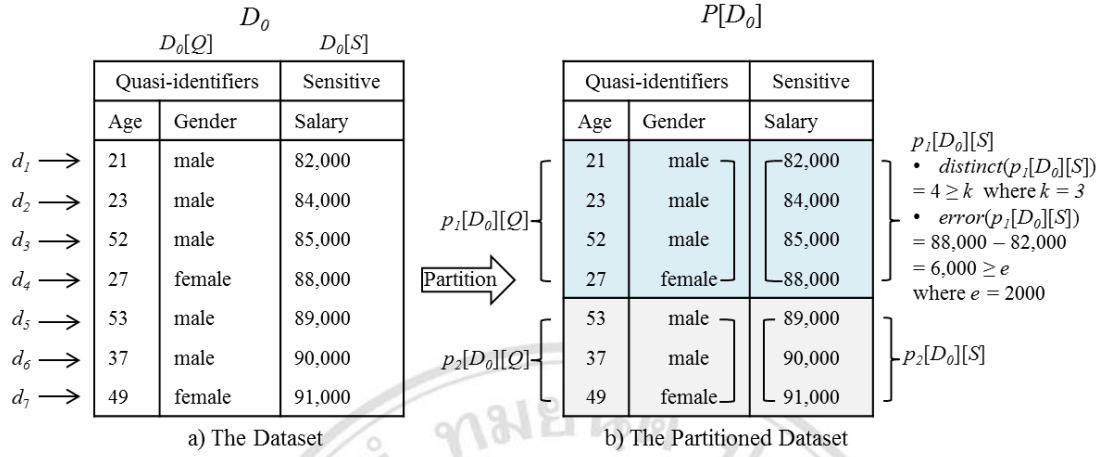 D₀
P[D₀]
D₀[Q] D₀[S]
Quasi-identifiers Sensitive
Age Gender Salary
d₁ 21 male 82,000
d₂ 23 male 84,000
d₃ 52 male 85,000
d₄ 27 female 88,000
d₅ 53 male 89,000
d₆ 37 male 90,000
d₇ 49 female 91,000
a) The Dataset
Partition
Quasi-identifiers Sensitive
Age Gender Salary
21 male 82,000
23 male 84,000
p₁[D₀][Q]
52 male 85,000
27 female 88,000
53 male 89,000
p₂[D₀][Q] 37 male 90,000 p₂[D₀][S]
49 female 91,000
p₁[D₀][S]
• distinct(p₁[D₀][S])
= 4 ≥ k where k = 3
• error(p₁[D₀][S])
= 88,000 – 82,000
= 6,000 ≥ e
where e = 2000
b) The Partitioned Dataset